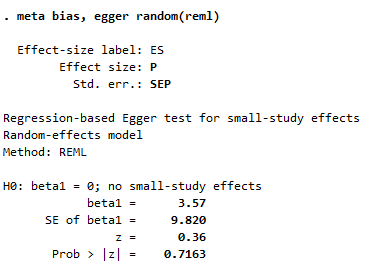 . meta bias, egger random(reml)
Effect-size label: ES
Effect size: P
Std. err.: SEP
Regression-based Egger test for small-study effects
Random-effects model
Method: REML
H0: beta1 = 0; no small-study effects
beta1 = 3.57
SE of beta1 = 9.820
z = 0.36
Prob > |z| = 0.7163